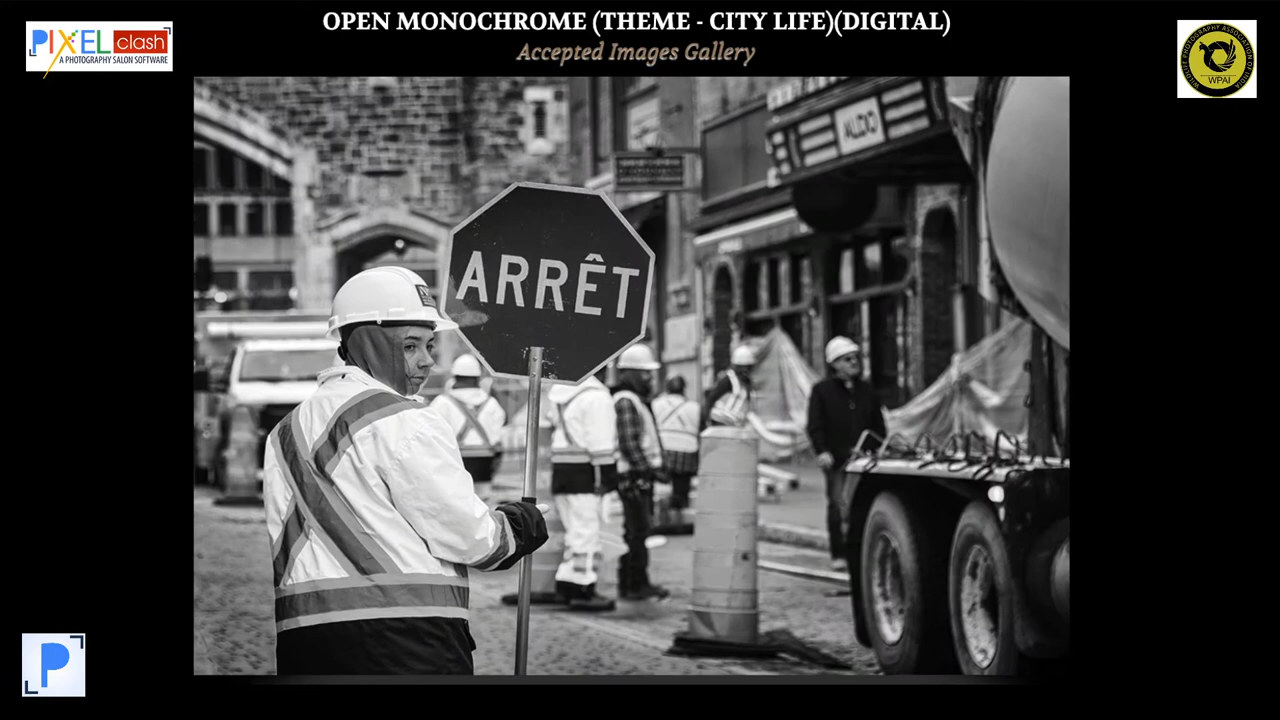 OPEN MONOCHROME (THEME - CITY LIFE)(DIGITAL)
Accepted Images Gallery
PIXEL clash
A PHOTOGRAPHY SALON SOFTWARE
WPAI
ARRÊT
P